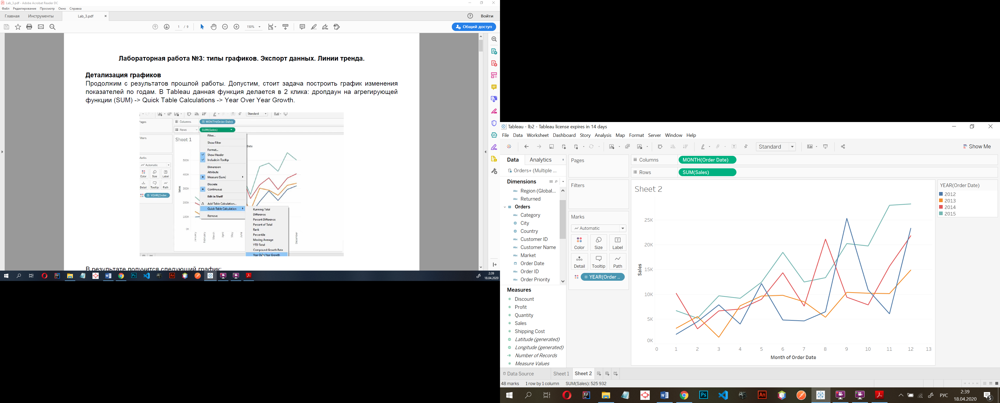 Lab_3.pdf - Adobe Acrobat Reader DC
Файл Редактирование Просмотр Окно Справка
Главная Инструменты Lab_3.pdf Войти
1 / 9 150% Общий доступ
Лабораторная работа №3: типы графиков. Экспорт данных. Линии тренда.
Детализация графиков
Продолжим с результатов прошлой работы. Допустим, стоит задача построить график изменения
показателей по годам. В Tableau данная функция делается в 2 клика: дропдаун на агрегирующей
функции (SUM) -> Quick Table Calculations -> Year Over Year Growth.
Standard
Pages
Columns MONTH(Order Date)
Rows SUM(Sales)
Filters
Sheet 1
Date
Marks
Automatic
Color Size Label
Detail Tooltip Path
YEAR(Order..
Sales
500K
400K
300K
200K
100K
0K
January
February
March
April
May
June
December
Filter...
Show Filter
Format...
Show Header
Include in Tooltip
Dimension
Attribute
Measure (Sum)
Discrete
Continuous
Edit in Shelf
Add Table Calculation...
Quick Table Calculation
Remove
Running Total
Difference
Percent Difference
Percent of Total
Rank
Percentile
Moving Average
YTD Total
Compound Growth Rate
Year Over Year Growth
В результате получится следующий график:
2:39
18.04.2020
Tableau - lb2 - Tableau license expires in 14 days
File Data Worksheet Dashboard Story Analysis Map Format Server Window Help
Standard
Show Me
Data Analytics
Orders+ (Multiple ...
Dimensions
Abc Region (Global...
Abc Returned
Orders
Abc Category
City
Country
Abc Customer ID
Abc Customer Name
Abc Market
Order Date
Abc Order ID
Abc Order Priority
Measures
# Discount
# Profit
# Quantity
# Sales
# Shipping Cost
Latitude (generated)
Longitude (generated)
=# Number of Records
# Measure Values
Pages
Filters
Marks
Automatic
Color Size Label
Detail Tooltip Path
YEAR(Order ..
Columns MONTH(Order Date)
Rows SUM(Sales)
Sheet 2
Sales
25K
20K
15K
10K
5K
0K
0 1 2 3 4 5 6 7 8 9 10 11 12 13
Month of Order Date
YEAR(Order Date)
2012
2013
2014
2015
Data Source Sheet 1 Sheet 2
48 marks 1 row by 1 column SUM(Sales): 525 932
IJ W Ps An РУС 2:39
18.04.2020 5